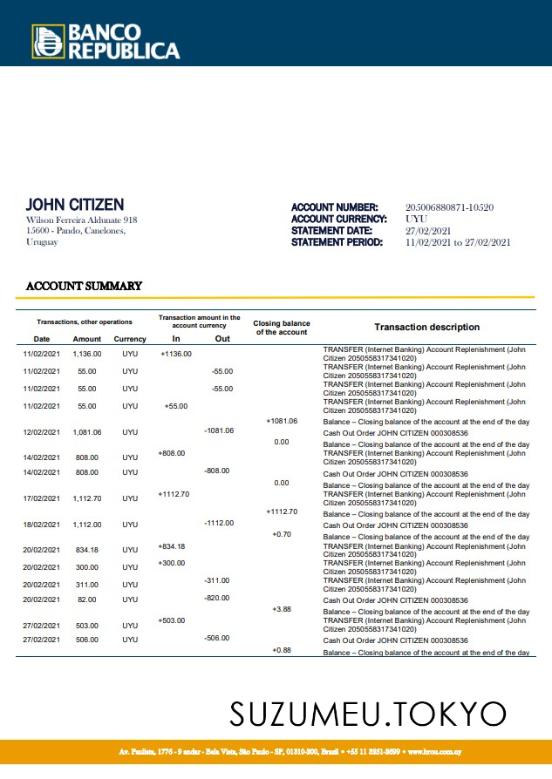 BANCO
REPUBLICA
JOHN CITIZEN
Wilson Ferreira Aldunate 918
15600 - Pando, Canelones,
Uruguay
ACCOUNT NUMBER: 205006880871-10520
ACCOUNT CURRENCY: UYU
STATEMENT DATE: 27/02/2021
STATEMENT PERIOD: 11/02/2021 to 27/02/2021
ACCOUNT SUMMARY
Transactions, other operations
Transaction amount in the
account currency
Closing balance
of the account
Transaction description
Date Amount Currency In Out
11/02/2021 1,136.00 UYU +1136.00 TRANSFER (Internet Banking) Account Replenishment (John
Citizen 2050558317341020)
11/02/2021 55.00 UYU -55.00 TRANSFER (Internet Banking) Account Replenishment (John
Citizen 2050558317341020)
11/02/2021 55.00 UYU -55.00 TRANSFER (Internet Banking) Account Replenishment (John
Citizen 2050558317341020)
11/02/2021 55.00 UYU +55.00 TRANSFER (Internet Banking) Account Replenishment (John
Citizen 2050558317341020)
+1081.06 Balance – Closing balance of the account at the end of the day
12/02/2021 1,081.06 UYU -1081.06 Cash Out Order JOHN CITIZEN 000308536
0.00 Balance – Closing balance of the account at the end of the day
14/02/2021 808.00 UYU +808.00 TRANSFER (Internet Banking) Account Replenishment (John
Citizen 2050558317341020)
14/02/2021 808.00 UYU -808.00 Cash Out Order JOHN CITIZEN 000308536
0.00 Balance – Closing balance of the account at the end of the day
17/02/2021 1,112.70 UYU +1112.70 TRANSFER (Internet Banking) Account Replenishment (John
Citizen 2050558317341020)
+1112.70 Balance – Closing balance of the account at the end of the day
18/02/2021 1,112.00 UYU -1112.00 Cash Out Order JOHN CITIZEN 000308536
+0.70 Balance – Closing balance of the account at the end of the day
20/02/2021 834.18 UYU +834.18 TRANSFER (Internet Banking) Account Replenishment (John
Citizen 2050558317341020)
20/02/2021 300.00 UYU +300.00 TRANSFER (Internet Banking) Account Replenishment (John
Citizen 2050558317341020)
20/02/2021 311.00 UYU -311.00 TRANSFER (Internet Banking) Account Replenishment (John
Citizen 2050558317341020)
20/02/2021 82.00 UYU -820.00 Cash Out Order JOHN CITIZEN 000308536
+3.88 Balance – Closing balance of the account at the end of the day
27/02/2021 503.00 UYU +503.00 TRANSFER (Internet Banking) Account Replenishment (John
Citizen 2050558317341020)
27/02/2021 506.00 UYU -506.00 Cash Out Order JOHN CITIZEN 000308536
+0.88 Balance – Closing balance of the account at the end of the day
SUZUMEU.TOKYO
Av. Paulista, 1776 - 9 andar - Bela Vista, São Paulo - SP, 01310-200, Brazil • +55 11 3251-9699 • www.brou.com.uy